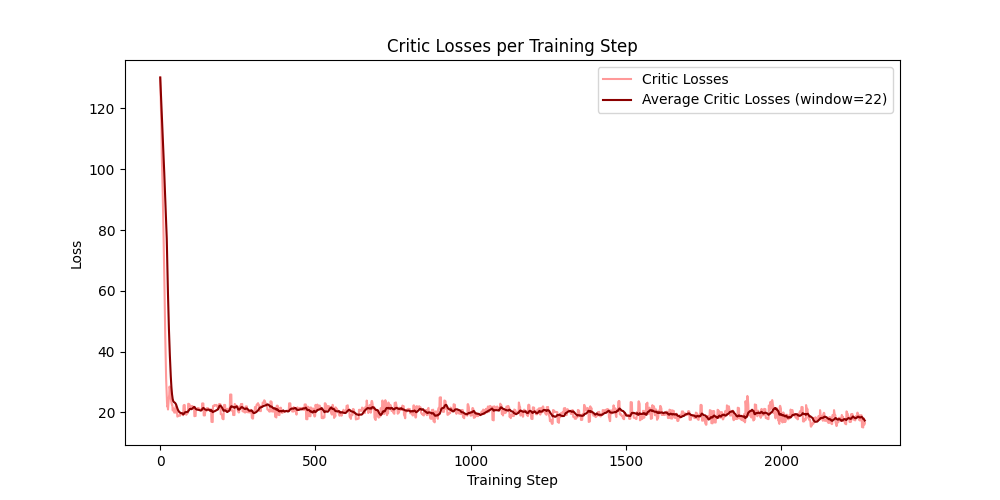 Critic Losses per Training Step
Critic Losses
Average Critic Losses (window=22)
120
100
80
60
40
20
Loss
0
500
1000
1500
2000
Training Step